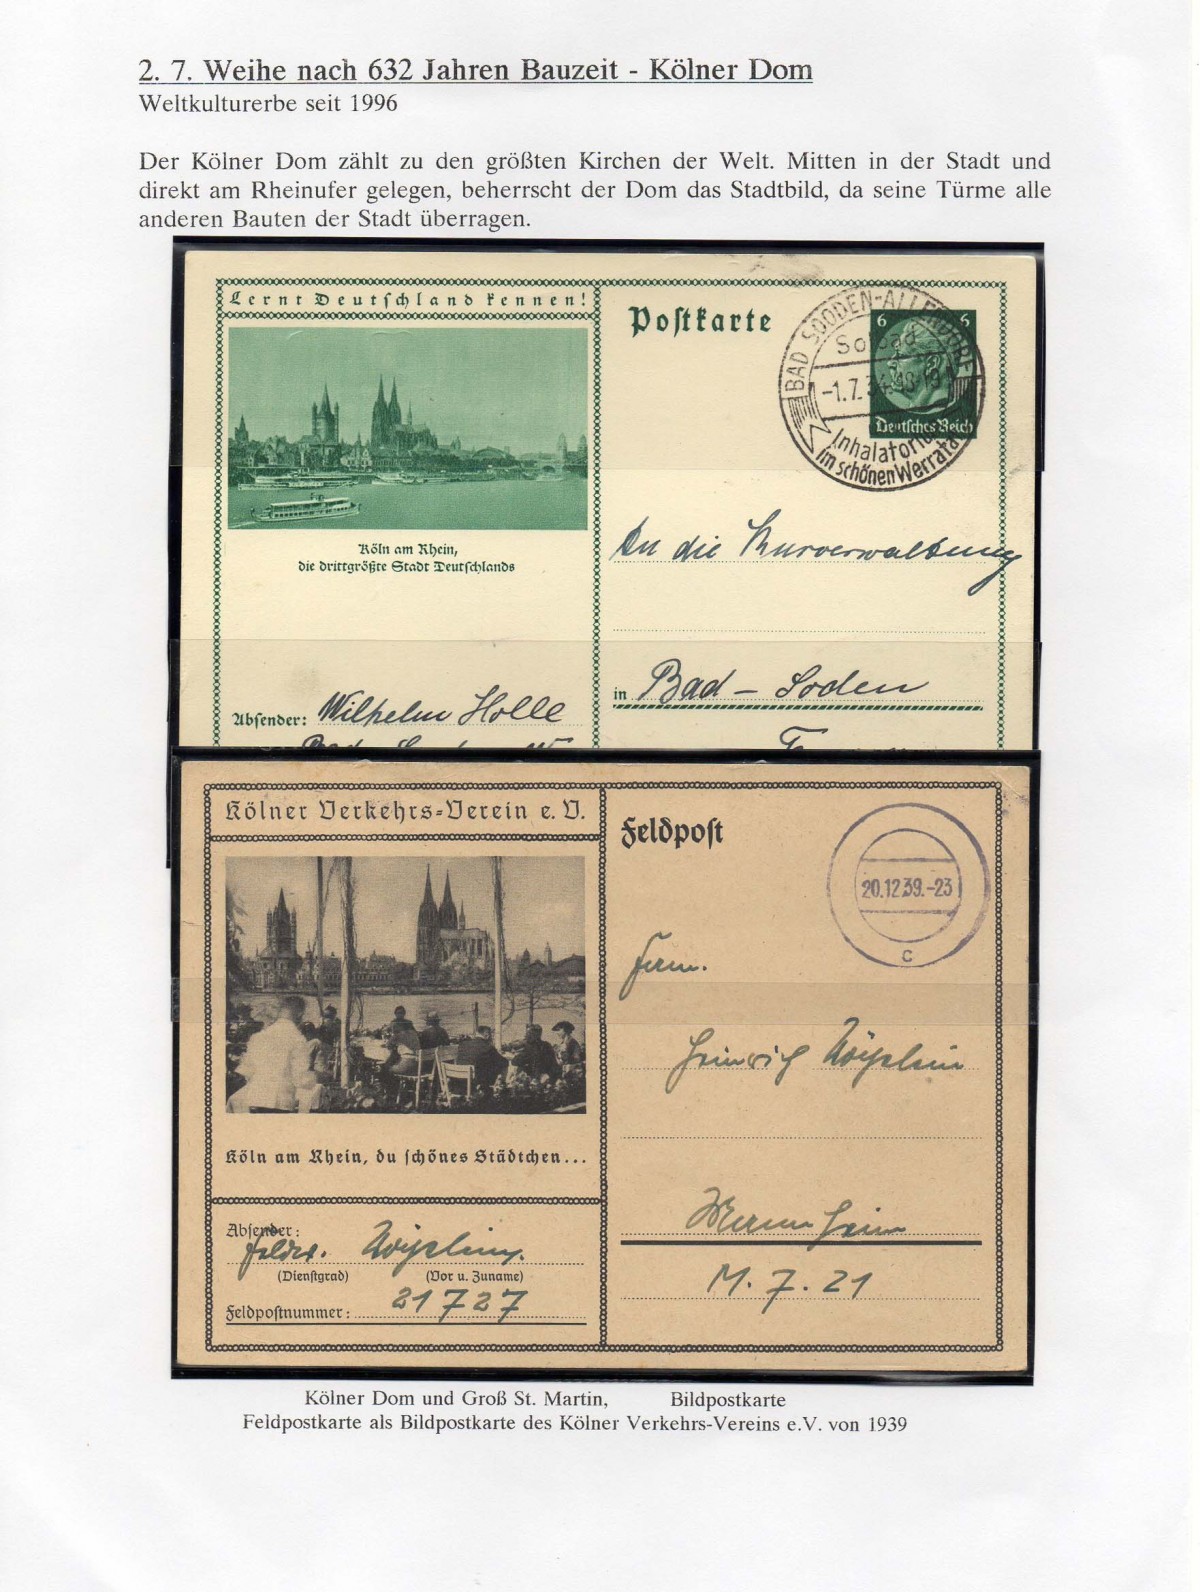 2. 7. Weihe nach 632 Jahren Bauzeit - Kölner Dom
Weltkulturerbe seit 1996
Der Kölner Dom zählt zu den größten Kirchen der Welt. Mitten in der Stadt und
direkt am Rheinufer gelegen, beherrscht der Dom das Stadtbild, da seine Türme alle
anderen Bauten der Stadt überragen.
Lernt Deutschland kennen!
Köln am Rhein,
die drittgrößte Stadt Deutschlands
Absender: Wilhelm Holle
Postkarte
BAD SOODEN-ALLENDORF
Solbad
-1.7.34
Inhalatorium
im schönen Werratal
6 6
Deutsches Reich
An die Kurverwaltung
in Bad - Soden
Kölner Verkehrs-Verein e. V.
Köln am Rhein, du schönes Städtchen...
Absender:
(Dienstgrad) (Vor u. Zuname)
Feldpostnummer: 21727
Feldpost
20.12.39.-23
c
Heinrich
M. 7. 21
Kölner Dom und Groß St. Martin, Bildpostkarte
Feldpostkarte als Bildpostkarte des Kölner Verkehrs-Vereins e.V. von 1939